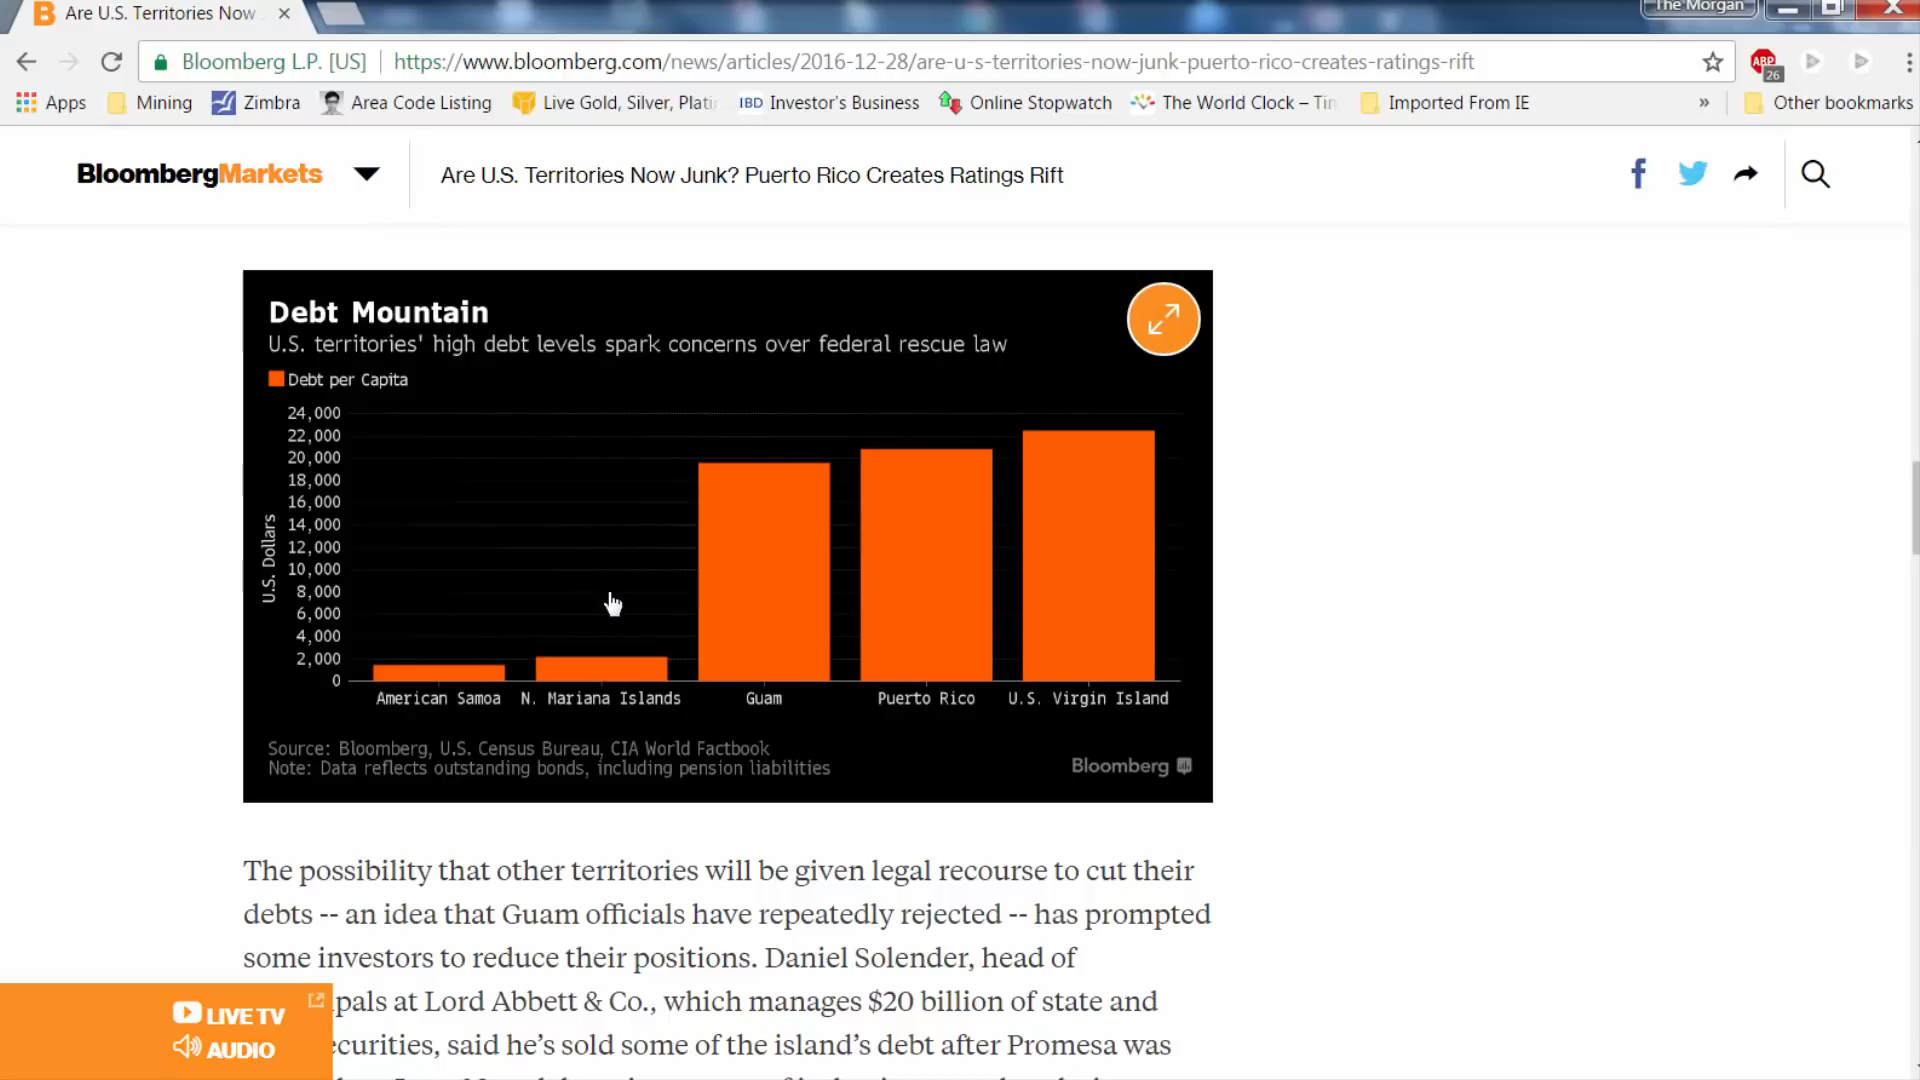 Are U.S. Territories Now
The Morgan
Bloomberg L.P. [US]
https://www.bloomberg.com/news/articles/2016-12-28/are-u-s-territories-now-junk-puerto-rico-creates-ratings-rift
ABP
26
Apps
Mining
Zimbra
Area Code Listing
Live Gold, Silver, Plati
IBD Investor's Business
Online Stopwatch
The World Clock – Tin
Imported From IE
»
Other bookmarks
BloombergMarkets
Are U.S. Territories Now Junk? Puerto Rico Creates Ratings Rift
Debt Mountain
U.S. territories' high debt levels spark concerns over federal rescue law
Debt per Capita
24,000
22,000
20,000
18,000
16,000
14,000
12,000
10,000
8,000
6,000
4,000
2,000
0
U.S. Dollars
American Samoa
N. Mariana Islands
Guam
Puerto Rico
U.S. Virgin Island
Source: Bloomberg, U.S. Census Bureau, CIA World Factbook
Note: Data reflects outstanding bonds, including pension liabilities
Bloomberg
The possibility that other territories will be given legal recourse to cut their
debts -- an idea that Guam officials have repeatedly rejected -- has prompted
some investors to reduce their positions. Daniel Solender, head of
pals at Lord Abbett & Co., which manages $20 billion of state and
ecurities, said he's sold some of the island's debt after Promesa was
LIVE TV
AUDIO